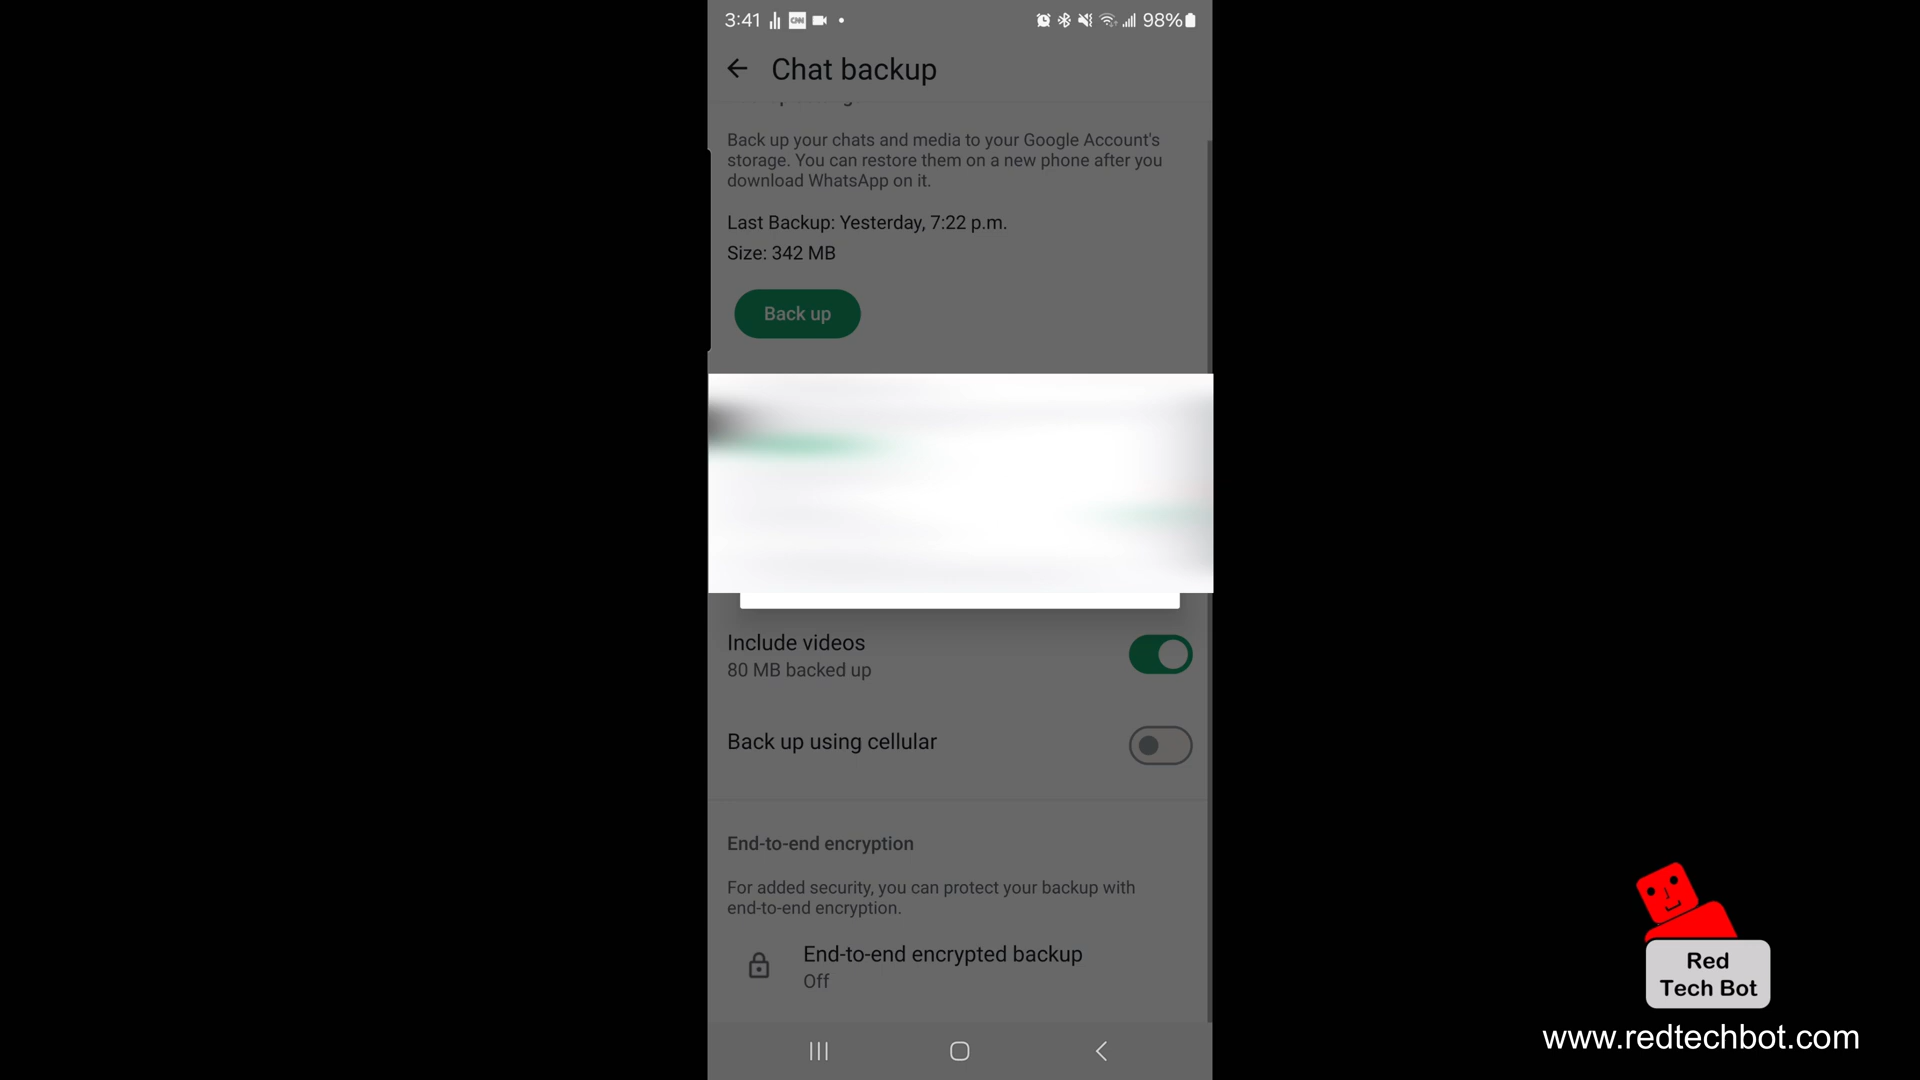 3:41
98%
Chat backup
Back up your chats and media to your Google Account's
storage. You can restore them on a new phone after you
download WhatsApp on it.
Last Backup: Yesterday, 7:22 p.m.
Size: 342 MB
Back up
Include videos
80 MB backed up
Back up using cellular
End-to-end encryption
For added security, you can protect your backup with
end-to-end encryption.
End-to-end encrypted backup
Off
Red
Tech Bot
www.redtechbot.com